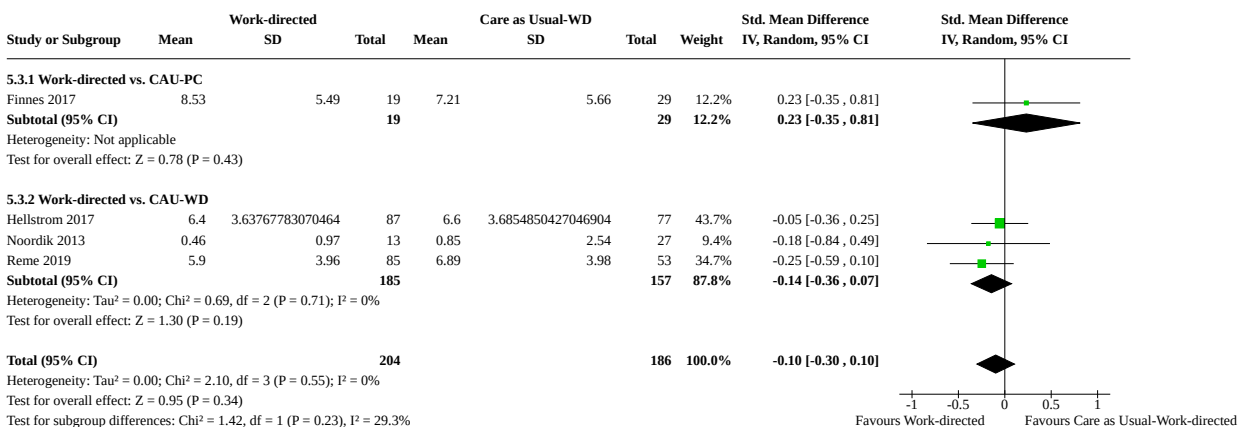 Work-directed Care as Usual-WD Std. Mean Difference Std. Mean Difference
Study or Subgroup Mean SD Total Mean SD Total Weight IV, Random, 95% CI IV, Random, 95% CI
5.3.1 Work-directed vs. CAU-PC
Finnes 2017 8.53 5.49 19 7.21 5.66 29 12.2% 0.23 [-0.35 , 0.81]
Subtotal (95% CI) 19 29 12.2% 0.23 [-0.35 , 0.81]
Heterogeneity: Not applicable
Test for overall effect: Z = 0.78 (P = 0.43)
5.3.2 Work-directed vs. CAU-WD
Hellstrom 2017 6.4 3.63767783070464 87 6.6 3.6854850427046904 77 43.7% -0.05 [-0.36 , 0.25]
Noordik 2013 0.46 0.97 13 0.85 2.54 27 9.4% -0.18 [-0.84 , 0.49]
Reme 2019 5.9 3.96 85 6.89 3.98 53 34.7% -0.25 [-0.59 , 0.10]
Subtotal (95% CI) 185 157 87.8% -0.14 [-0.36 , 0.07]
Heterogeneity: Tau² = 0.00; Chi² = 0.69, df = 2 (P = 0.71); I² = 0%
Test for overall effect: Z = 1.30 (P = 0.19)
Total (95% CI) 204 186 100.0% -0.10 [-0.30 , 0.10]
Heterogeneity: Tau² = 0.00; Chi² = 2.10, df = 3 (P = 0.55); I² = 0%
Test for overall effect: Z = 0.95 (P = 0.34) -1 -0.5 0 0.5 1
Test for subgroup differences: Chi² = 1.42, df = 1 (P = 0.23), I² = 29.3% Favours Work-directed Favours Care as Usual-Work-directed